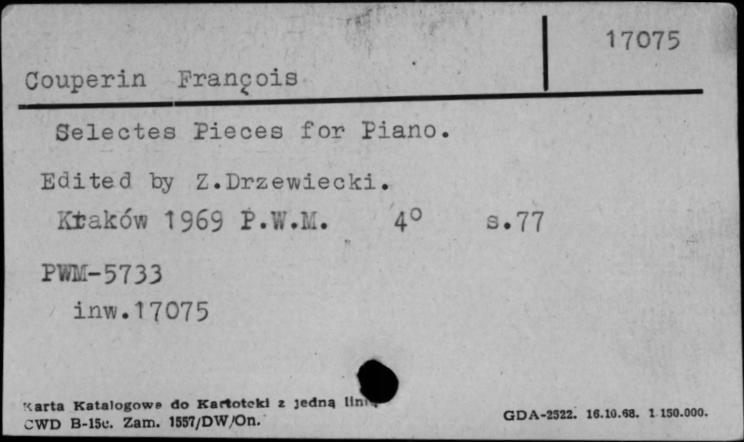 17075
Couperin François
Selectes Pieces for Piano.
Edited by Z.Drzewiecki.
Kraków 1969 P.W.M. 4° s.77
PWM-5733
inw.17075
Karta Katalogowa do Kartoteki z jedną
CWD B-15c. Zam. 1557/DW/On.
GDA-2522. 16.10.68. 1.150.000.